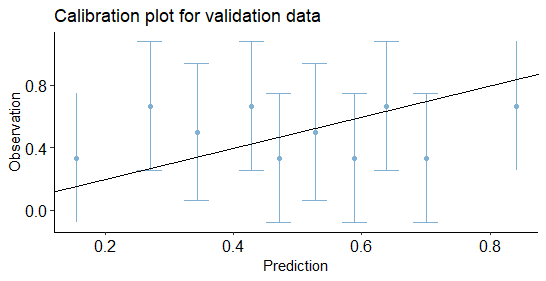 Calibration plot for validation data
Observation
0.8
0.4
0.0
0.2 0.4 0.6 0.8
Prediction